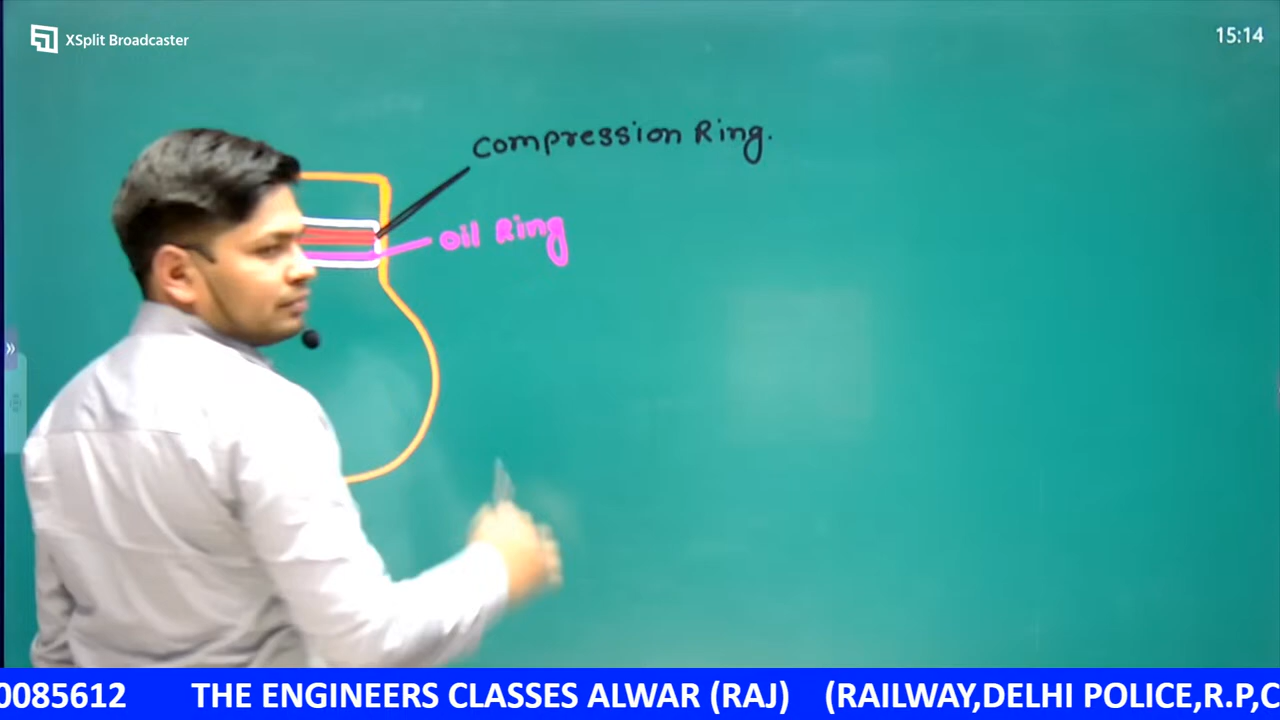 XSplit Broadcaster
15:14
Compression Ring.
Oil Ring
0085612 THE ENGINEERS CLASSES ALWAR (RAJ) (RAILWAY,DELHI POLICE,R.P,C